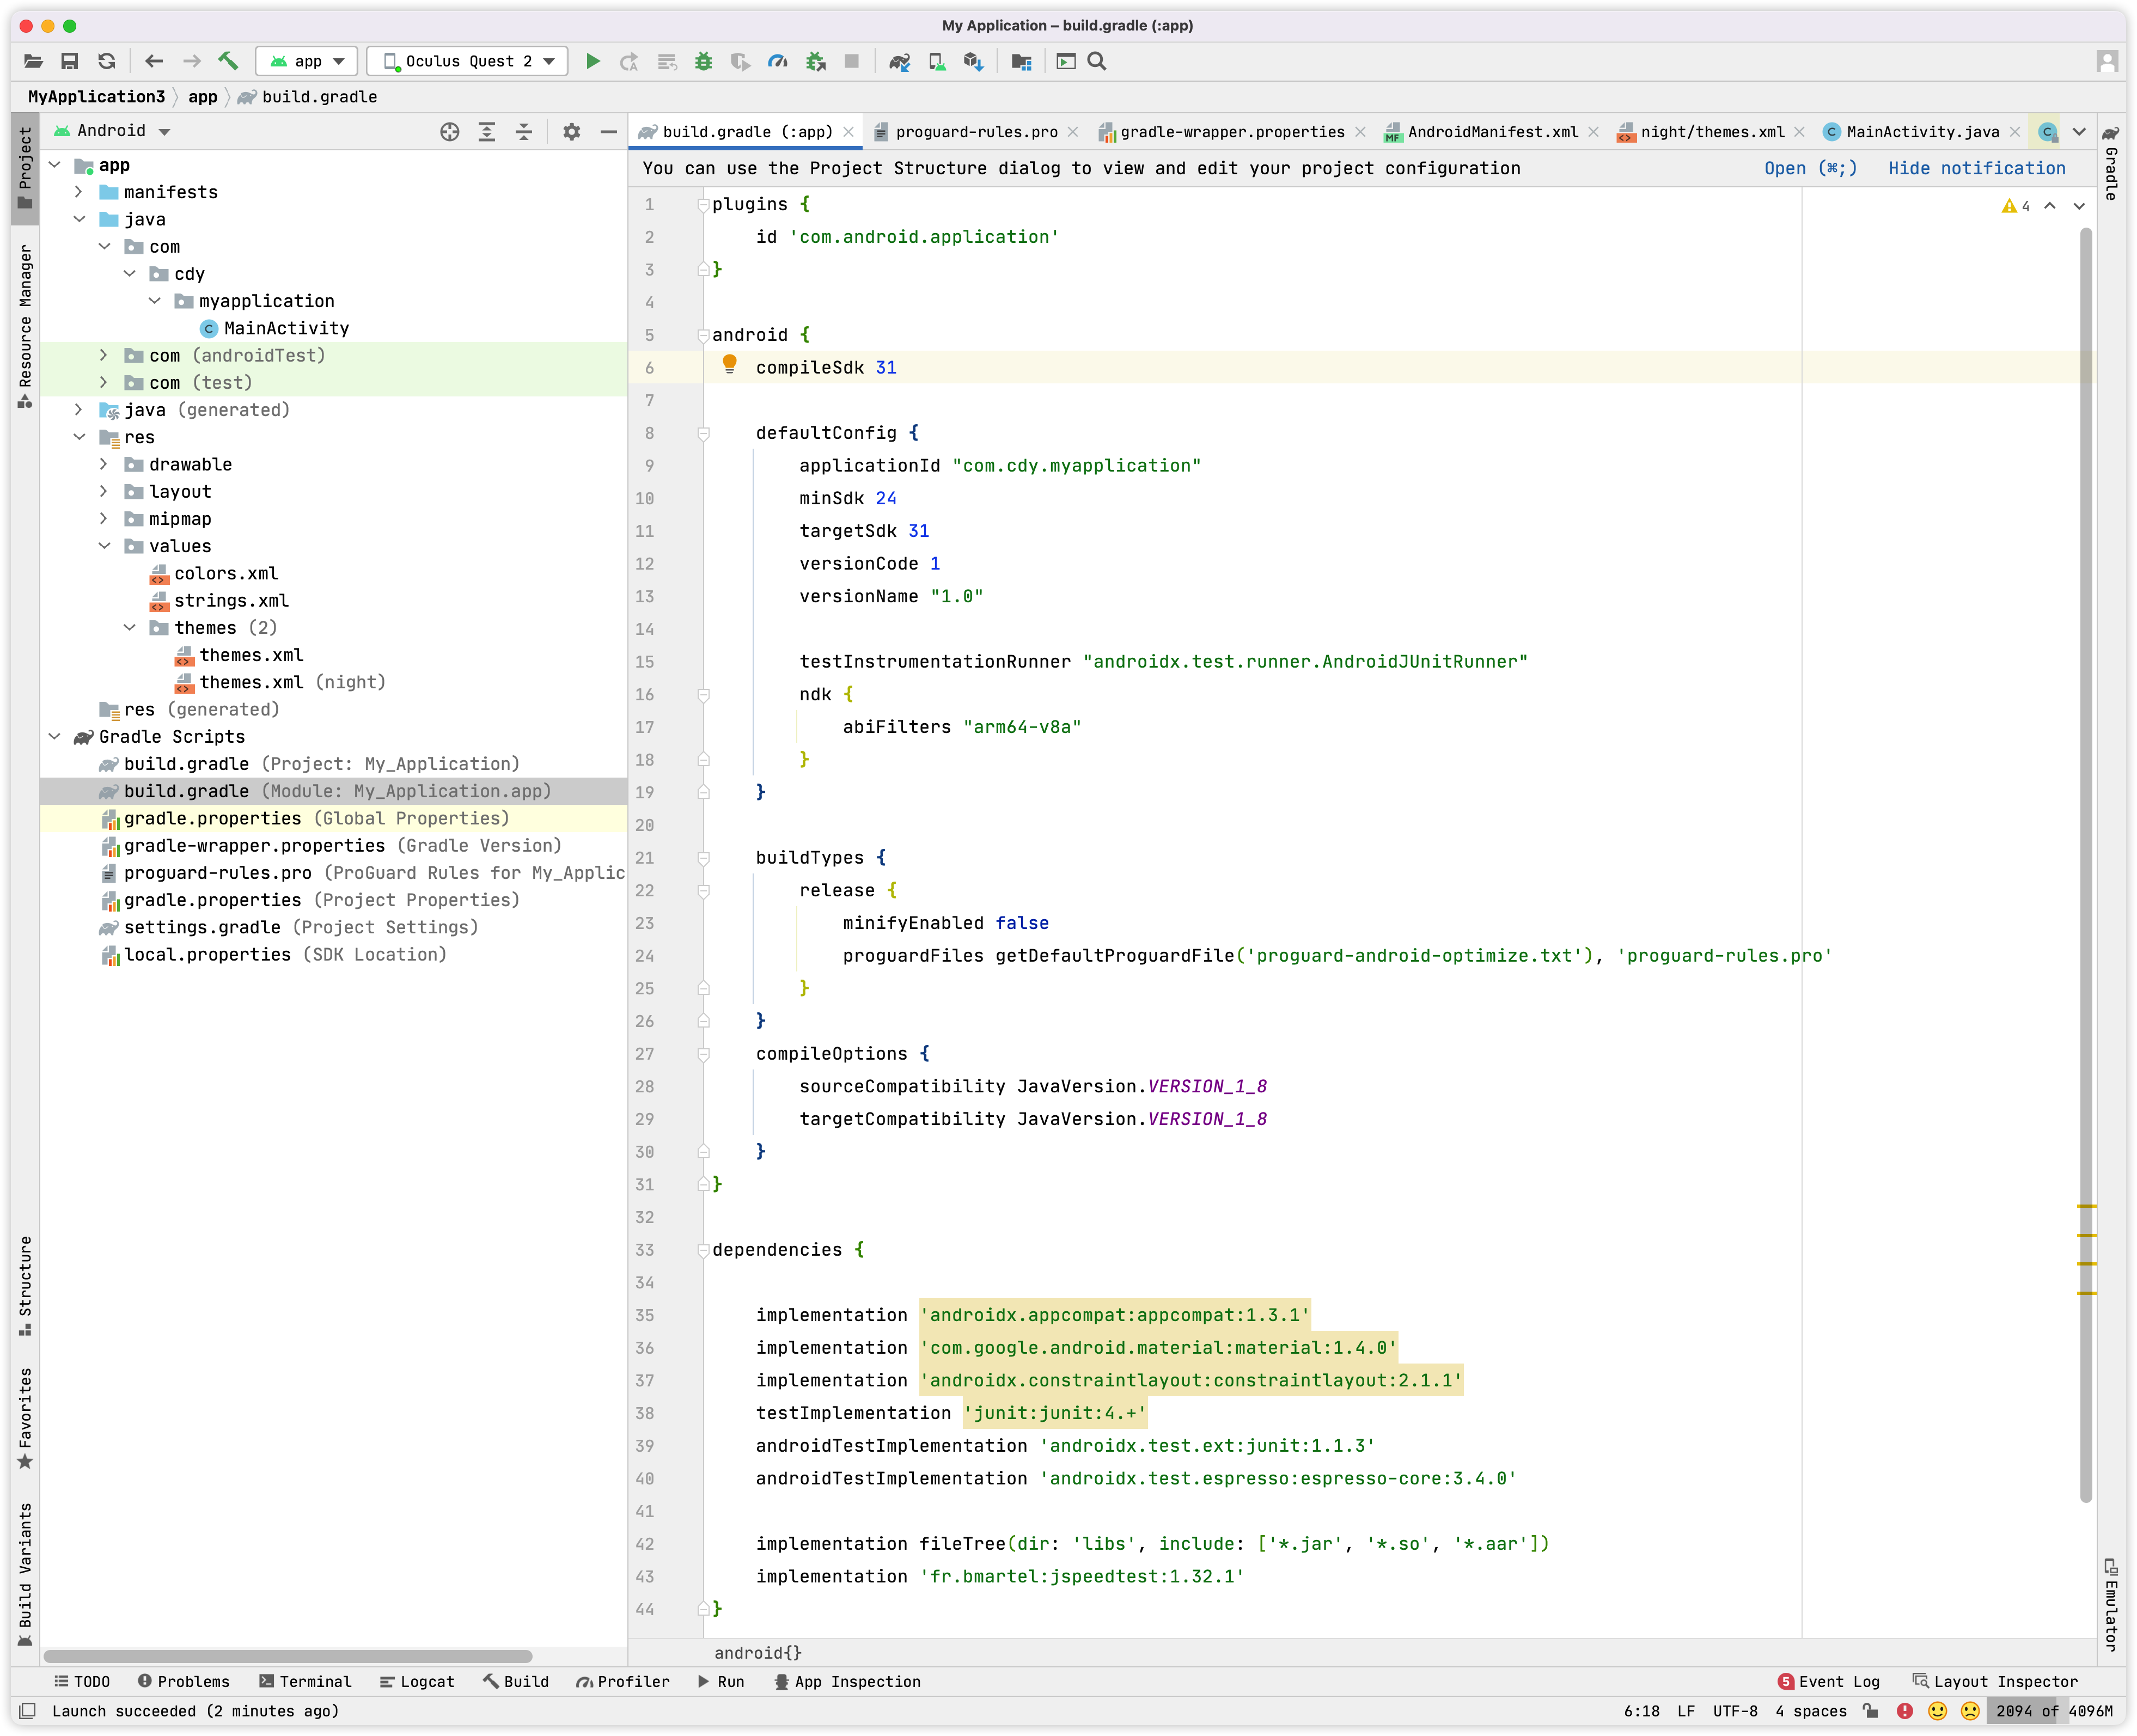 My Application – build.gradle (:app)
app
Oculus Quest 2
MyApplication3 app build.gradle
Project
Resource Manager
Structure
Favorites
Build Variants
Android
app
manifests
java
com
cdy
myapplication
MainActivity
com (androidTest)
com (test)
java (generated)
res
drawable
layout
mipmap
values
colors.xml
strings.xml
themes (2)
themes.xml
themes.xml (night)
res (generated)
Gradle Scripts
build.gradle (Project: My_Application)
build.gradle (Module: My_Application.app)
gradle.properties (Global Properties)
gradle-wrapper.properties (Gradle Version)
proguard-rules.pro (ProGuard Rules for My_Applic
gradle.properties (Project Properties)
settings.gradle (Project Settings)
local.properties (SDK Location)
build.gradle (:app) proguard-rules.pro gradle-wrapper.properties AndroidManifest.xml night/themes.xml MainActivity.java
You can use the Project Structure dialog to view and edit your project configuration Open (⌘;) Hide notification
4
1 plugins {
2 id 'com.android.application'
3 }
4
5 android {
6 compileSdk 31
7
8 defaultConfig {
9 applicationId "com.cdy.myapplication"
10 minSdk 24
11 targetSdk 31
12 versionCode 1
13 versionName "1.0"
14
15 testInstrumentationRunner "androidx.test.runner.AndroidJUnitRunner"
16 ndk {
17 abiFilters "arm64-v8a"
18 }
19 }
20
21 buildTypes {
22 release {
23 minifyEnabled false
24 proguardFiles getDefaultProguardFile('proguard-android-optimize.txt'), 'proguard-rules.pro'
25 }
26 }
27 compileOptions {
28 sourceCompatibility JavaVersion.VERSION_1_8
29 targetCompatibility JavaVersion.VERSION_1_8
30 }
31 }
32
33 dependencies {
34
35 implementation 'androidx.appcompat:appcompat:1.3.1'
36 implementation 'com.google.android.material:material:1.4.0'
37 implementation 'androidx.constraintlayout:constraintlayout:2.1.1'
38 testImplementation 'junit:junit:4.+'
39 androidTestImplementation 'androidx.test.ext:junit:1.1.3'
40 androidTestImplementation 'androidx.test.espresso:espresso-core:3.4.0'
41
42 implementation fileTree(dir: 'libs', include: ['*.jar', '*.so', '*.aar'])
43 implementation 'fr.bmartel:jspeedtest:1.32.1'
44 }
android{}
Gradle
Emulator
TODO Problems Terminal Logcat Build Profiler Run App Inspection 5 Event Log Layout Inspector
Launch succeeded (2 minutes ago) 6:18 LF UTF-8 4 spaces 2094 of 4096M